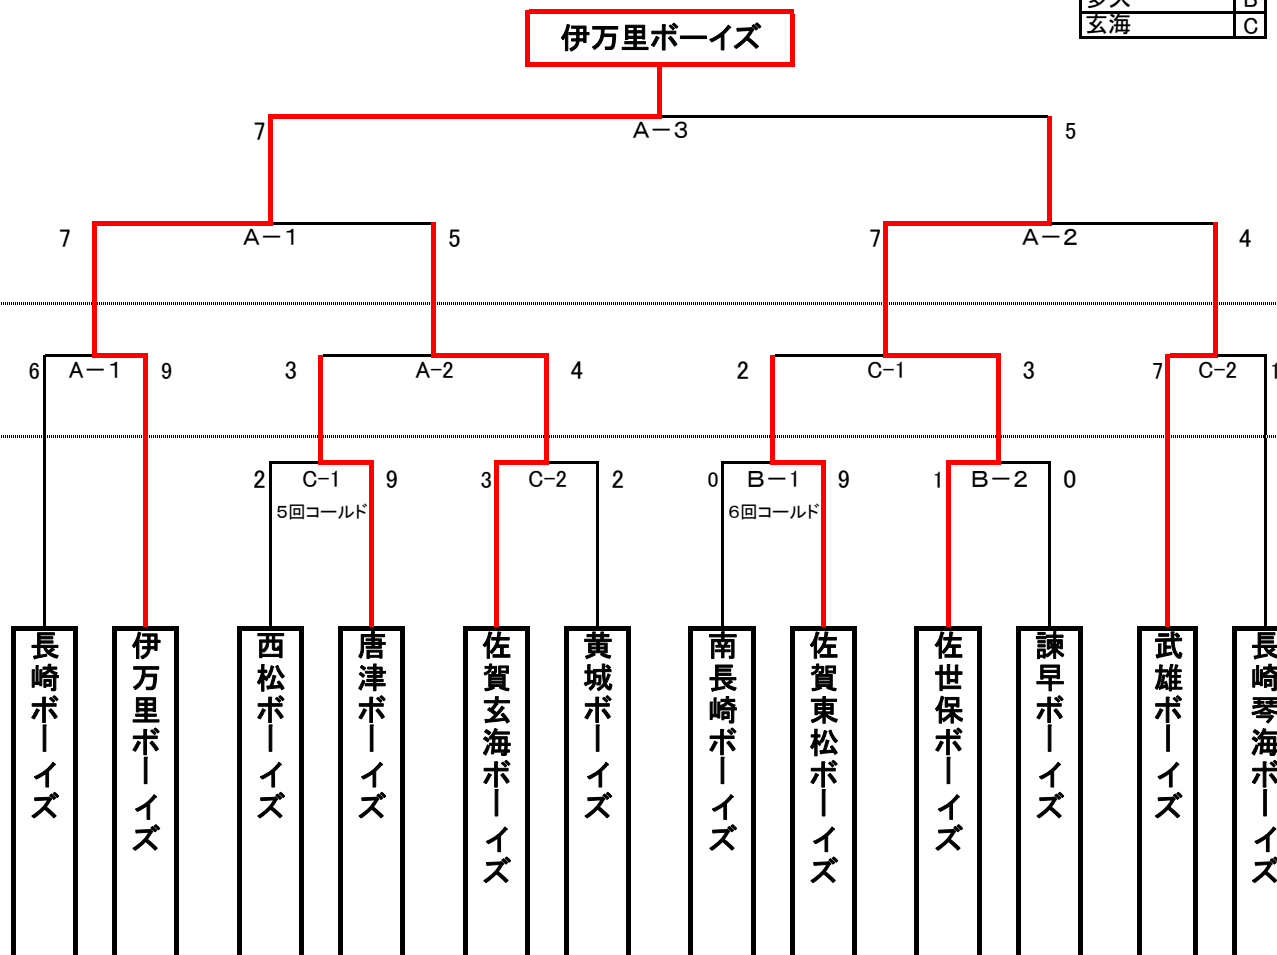 玄海 C
伊万里ボーイズ
7 A－3 5
7 A－1 5
7 A－2 4
6 A－1 9
3 A-2 4
2 C-1 3
7 C-2 1
2 C-1 9
5回コールド
3 C-2 2
0 B－1 9
6回コールド
1 B－2 0
長崎ボーイズ
伊万里ボーイズ
西松ボーイズ
唐津ボーイズ
佐賀玄海ボーイズ
黄城ボーイズ
南長崎ボーイズ
佐賀東松ボーイズ
佐世保ボーイズ
諫早ボーイズ
武雄ボーイズ
長崎琴海ボーイズ